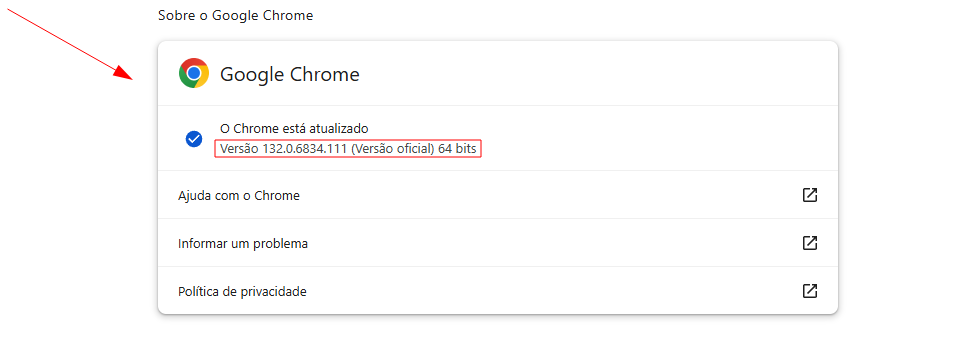 Sobre o Google Chrome
Google Chrome
O Chrome está atualizado
Versão 132.0.6834.111 (Versão oficial) 64 bits
Ajuda com o Chrome
Informar um problema
Política de privacidade